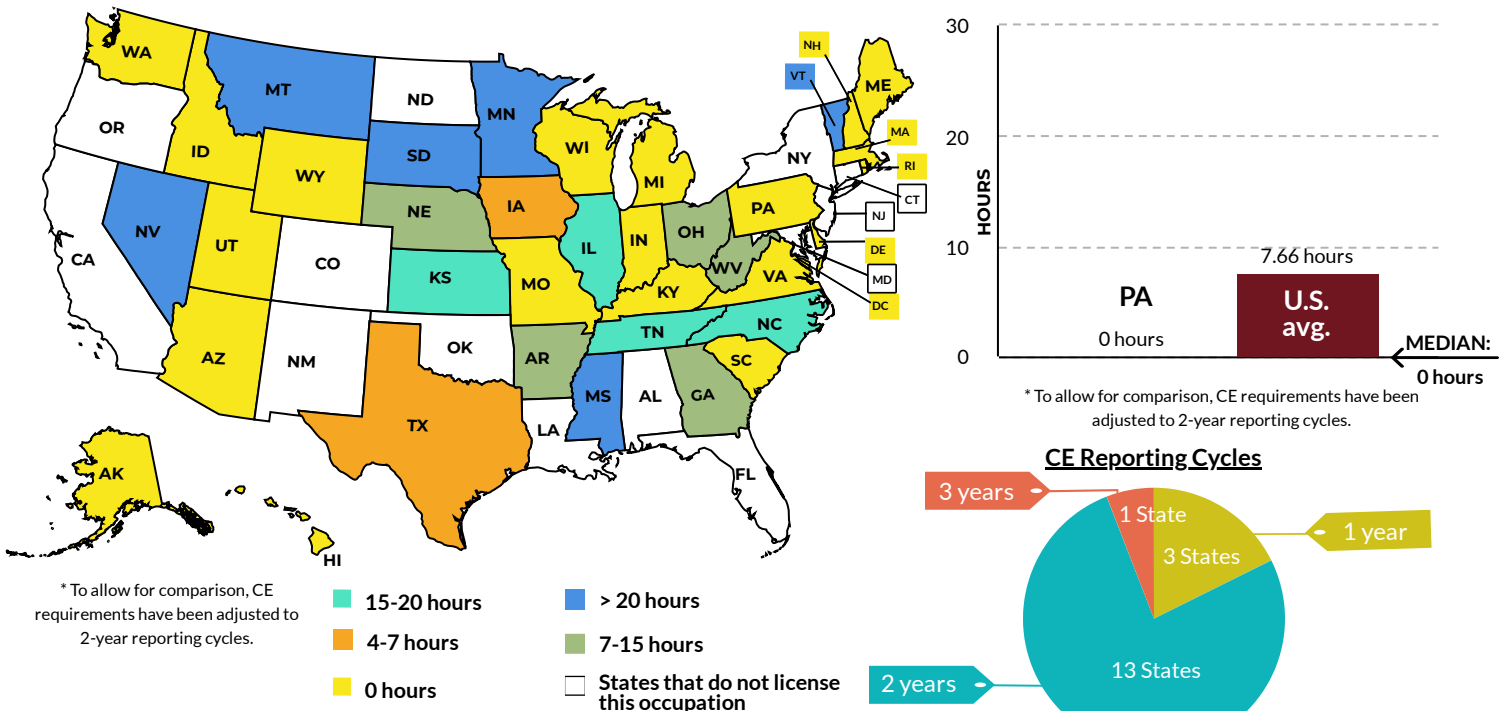 WA
MT
ND
MN
OR
ID
WY
SD
WI
MI
NY
ME
NH
VT
MA
RI
CT
NJ
DE
MD
DC
NV
UT
CO
NE
IA
IL
IN
OH
PA
CA
KS
MO
WV
VA
KY
AZ
NM
OK
AR
TN
NC
SC
TX
LA
MS
AL
GA
FL
AK
HI
* To allow for comparison, CE
requirements have been adjusted to
2-year reporting cycles.
15-20 hours
4-7 hours
0 hours
> 20 hours
7-15 hours
States that do not license
this occupation
30
20
10
0
HOURS
PA
0 hours
7.66 hours
U.S.
avg.
MEDIAN:
0 hours
* To allow for comparison, CE requirements have been
adjusted to 2-year reporting cycles.
CE Reporting Cycles
3 years
1 State
1 year
3 States
2 years
13 States